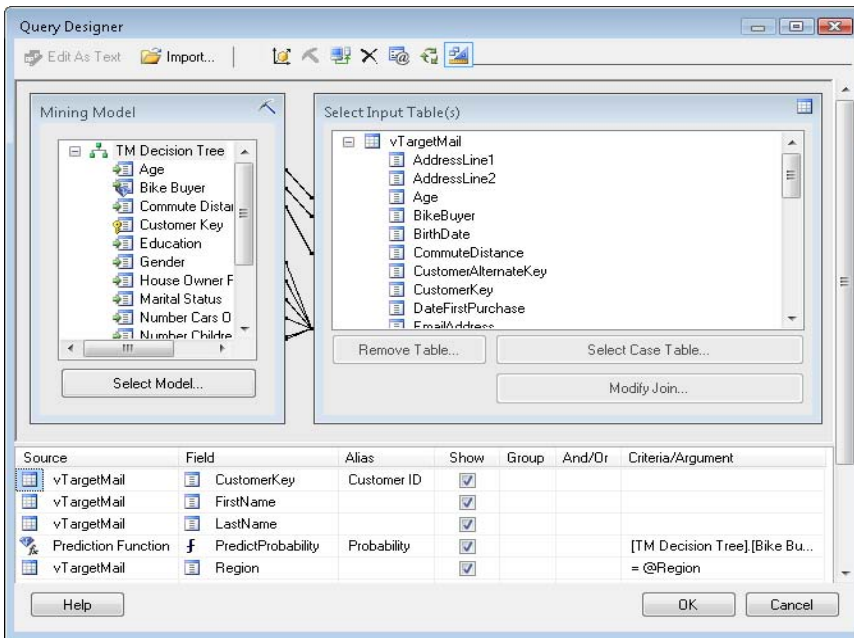 Query Designer
Edit As Text Import...
Mining Model
TM Decision Tree
Age
Bike Buyer
Commute Distar
Customer Key
Education
Gender
House Owner F
Marital Status
Number Cars O
Number Childre
Select Model...
Select Input Table(s)
vTargetMail
AddressLine1
AddressLine2
Age
BikeBuyer
BirthDate
CommuteDistance
CustomerAlternateKey
CustomerKey
DateFirstPurchase
EmailAddress
Remove Table... Select Case Table...
Modify Join...
Source Field Alias Show Group And/Or Criteria/Argument
vTargetMail CustomerKey Customer ID
vTargetMail FirstName
vTargetMail LastName
Prediction Function PredictProbability Probability [TM Decision Tree].[Bike Bu...
vTargetMail Region = @Region
Help OK Cancel